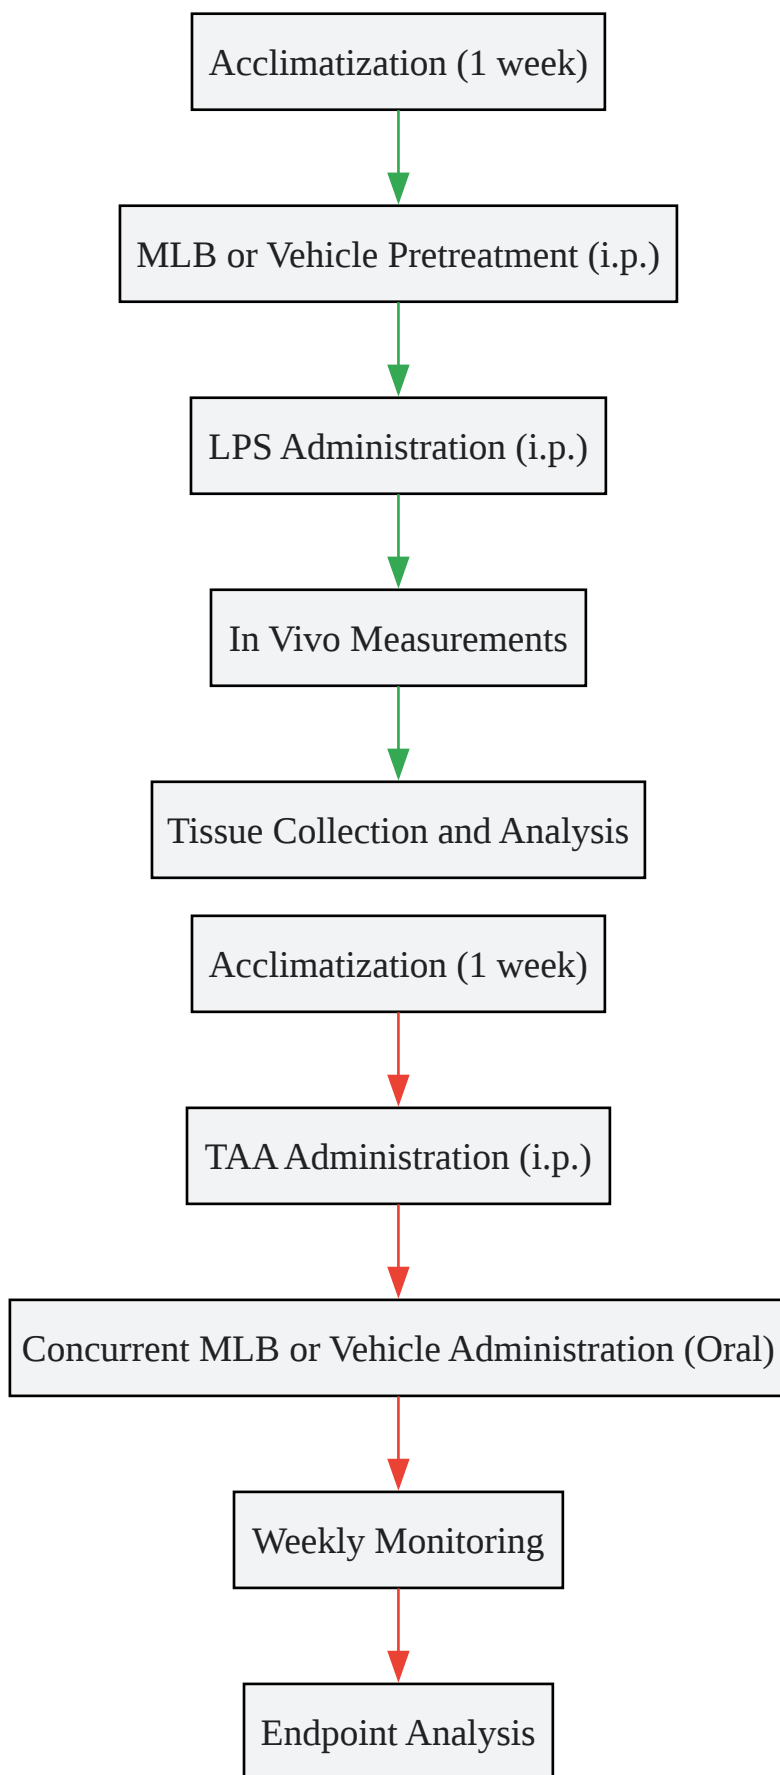 Acclimatization (1 week)
MLB or Vehicle Pretreatment (i.p.)
LPS Administration (i.p.)
In Vivo Measurements
Tissue Collection and Analysis
Acclimatization (1 week)
TAA Administration (i.p.)
Concurrent MLB or Vehicle Administration (Oral)
Weekly Monitoring
Endpoint Analysis